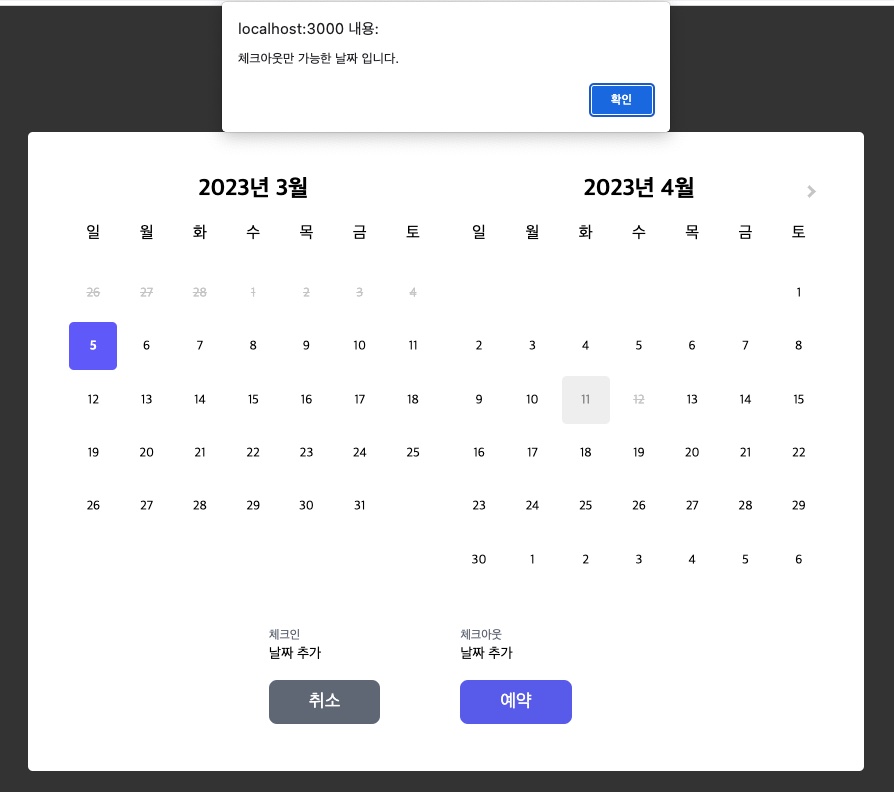 localhost:3000 내용:
체크아웃만 가능한 날짜 입니다.
확인
2023년 3월
일 월 화 수 목 금 토
26 27 28 1 2 3 4
5 6 7 8 9 10 11
12 13 14 15 16 17 18
19 20 21 22 23 24 25
26 27 28 29 30 31
2023년 4월
일 월 화 수 목 금 토
1
2 3 4 5 6 7 8
9 10 11 12 13 14 15
16 17 18 19 20 21 22
23 24 25 26 27 28 29
30 1 2 3 4 5 6
체크인
날짜 추가
취소
체크아웃
날짜 추가
예약